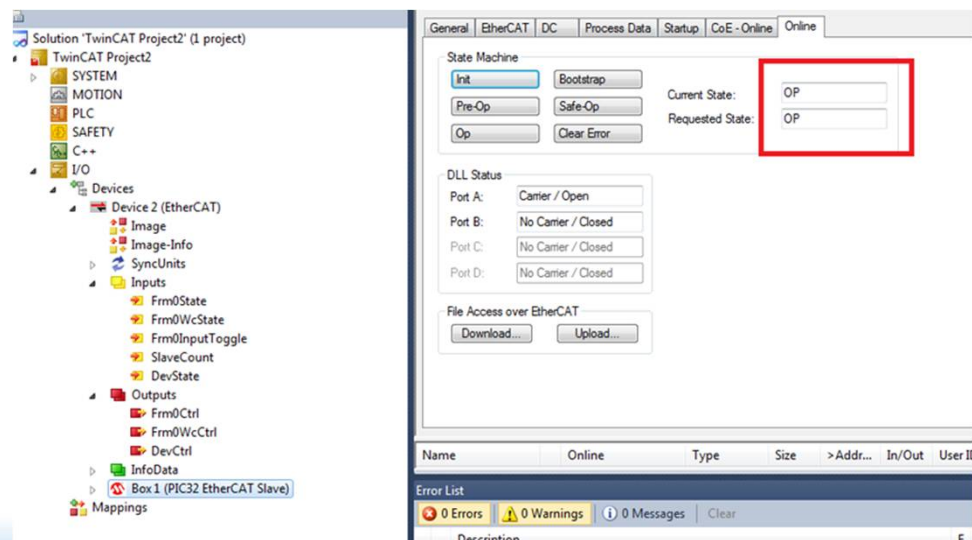 Solution 'TwinCAT Project2' (1 project)
TwinCAT Project2
SYSTEM
MOTION
PLC
SAFETY
C++
I/O
Devices
Device 2 (EtherCAT)
Image
Image-Info
SyncUnits
Inputs
Frm0State
Frm0WcState
Frm0InputToggle
SlaveCount
DevState
Outputs
Frm0Ctrl
Frm0WcCtrl
DevCtrl
InfoData
Box 1 (PIC32 EtherCAT Slave)
Mappings
General EtherCAT DC Process Data Startup CoE - Online Online
State Machine
Init Bootstrap
Pre-Op Safe-Op
Op Clear Error
Current State: OP
Requested State: OP
DLL Status
Port A: Carrier / Open
Port B: No Carrier / Closed
Port C: No Carrier / Closed
Port D: No Carrier / Closed
File Access over EtherCAT
Download... Upload...
Name Online Type Size >Addr... In/Out User
Error List
0 Errors 0 Warnings 0 Messages Clear
Description